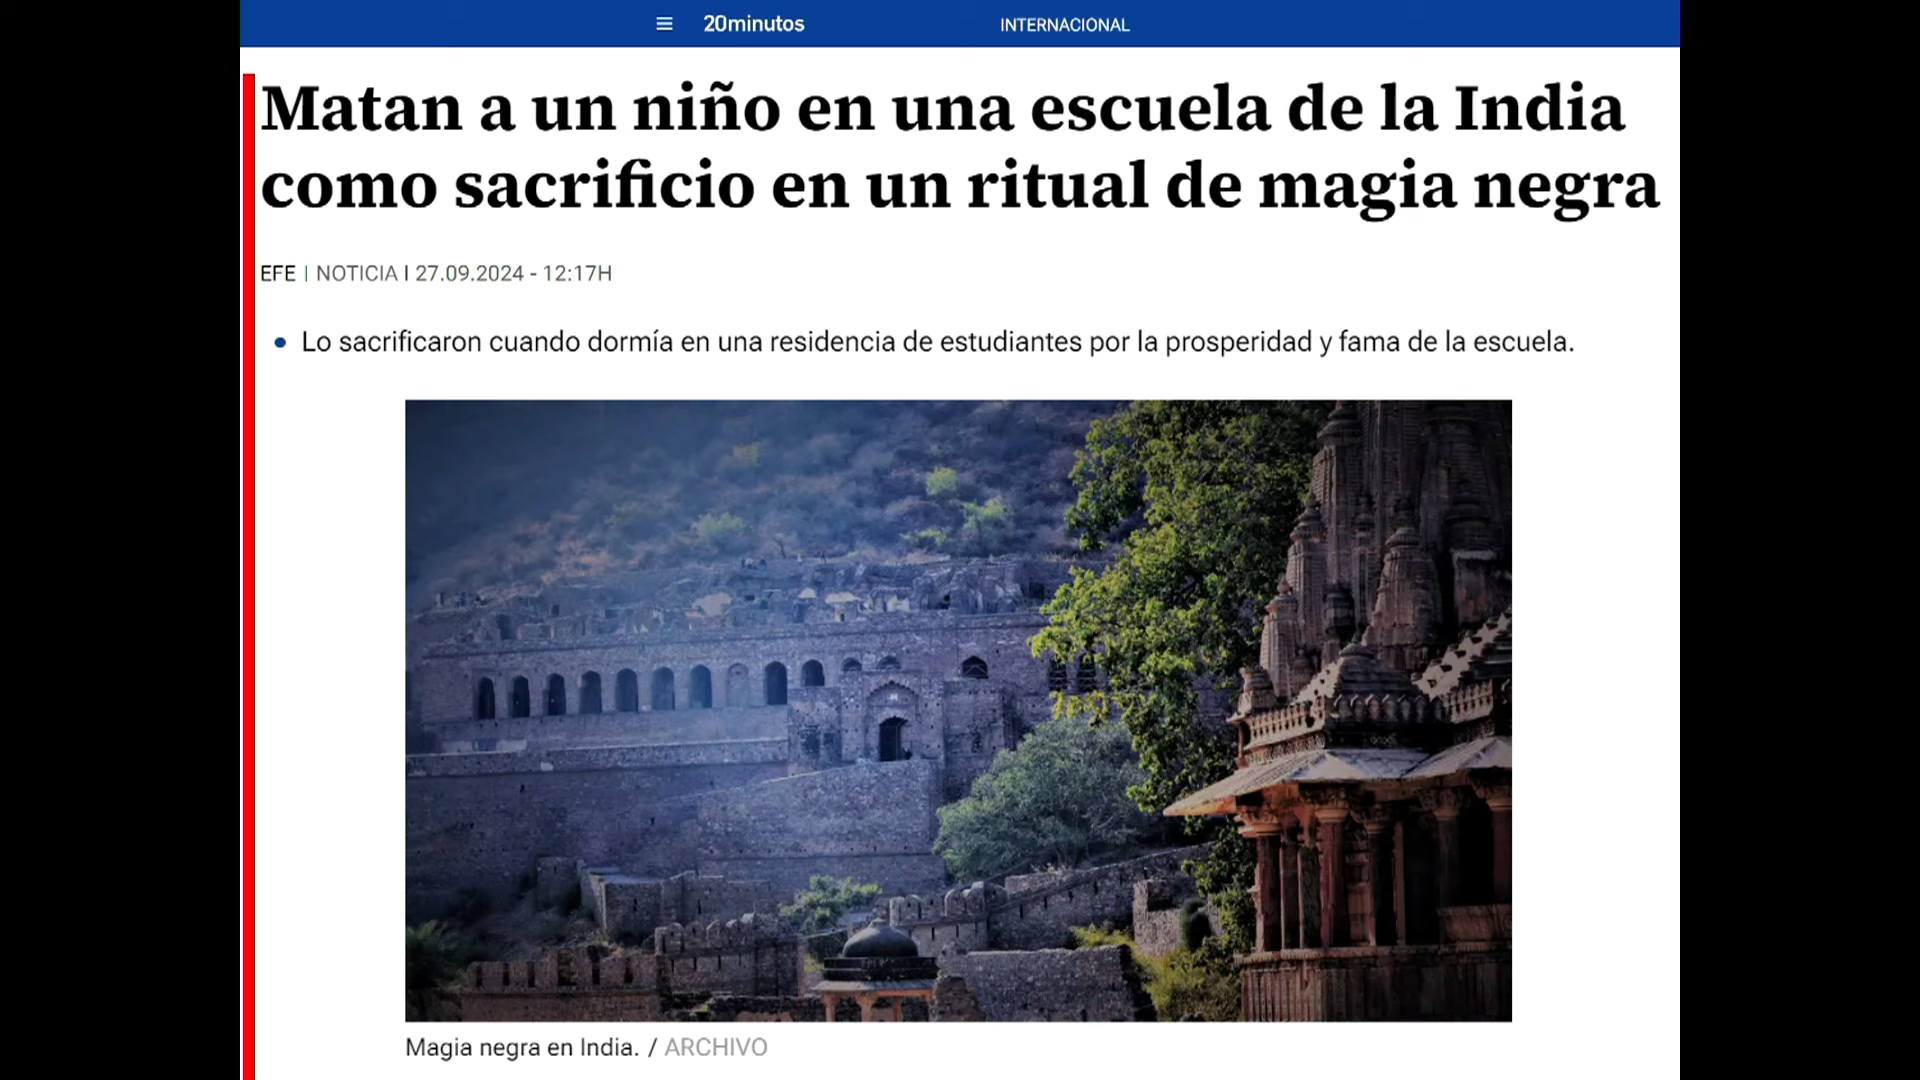 20minutos
INTERNACIONAL
Matan a un niño en una escuela de la India
como sacrificio en un ritual de magia negra
EFE | NOTICIA | 27.09.2024 - 12:17H
• Lo sacrificaron cuando dormía en una residencia de estudiantes por la prosperidad y fama de la escuela.
Magia negra en India. / ARCHIVO